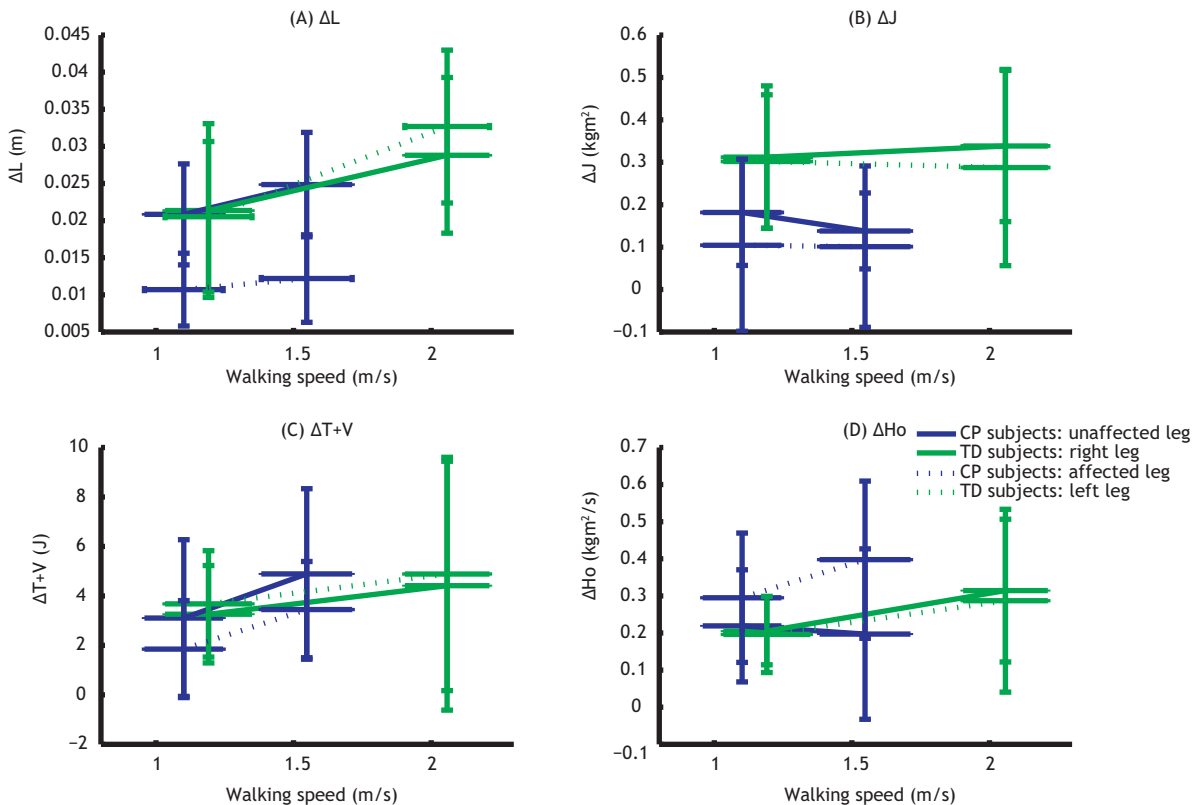 (A) ΔL
0.045
0.04
0.035
0.03
0.025
0.02
0.015
0.01
0.005
ΔL (m)
1
1.5
2
Walking speed (m/s)
(B) ΔJ
0.6
0.5
0.4
0.3
0.2
0.1
0
−0.1
ΔJ (kgm²)
1
1.5
2
Walking speed (m/s)
(C) ΔT+V
10
8
6
4
2
0
−2
ΔT+V (J)
1
1.5
2
Walking speed (m/s)
(D) ΔHo
0.7
0.6
0.5
0.4
0.3
0.2
0.1
0
−0.1
ΔHo (kgm²/s)
1
1.5
2
Walking speed (m/s)
CP subjects: unaffected leg
TD subjects: right leg
CP subjects: affected leg
TD subjects: left leg